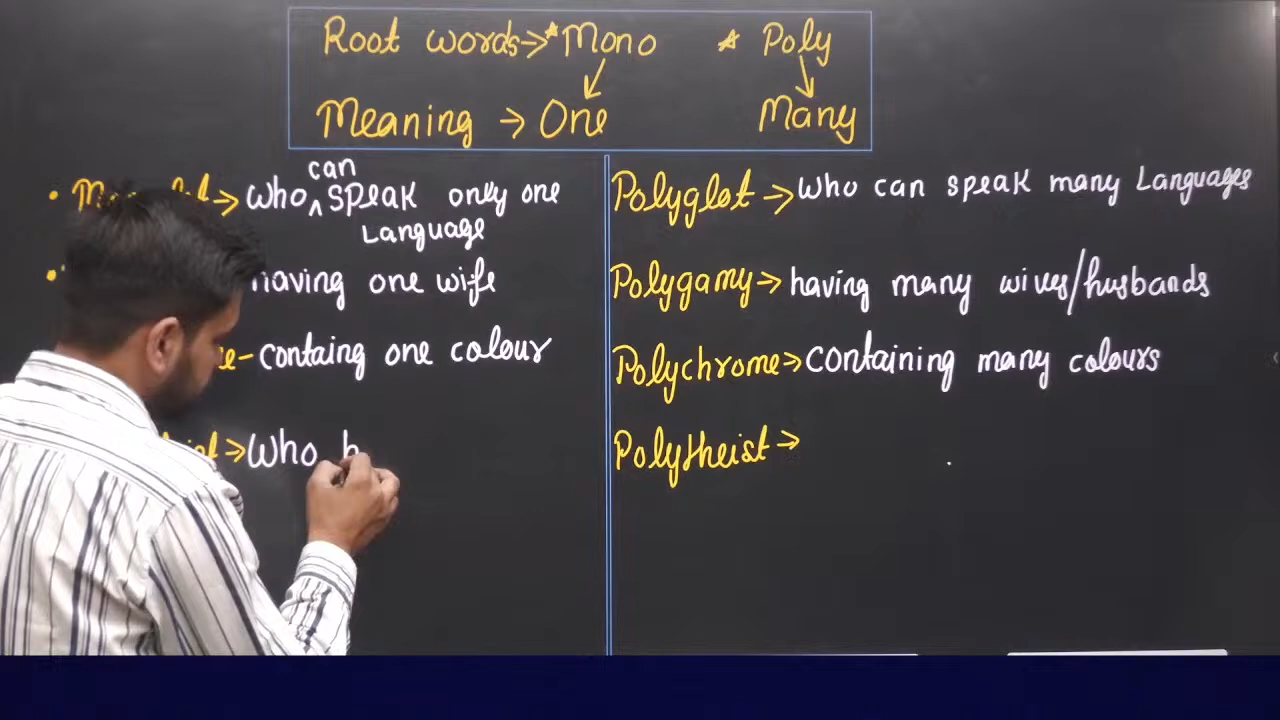 Root words→ *Mono * Poly
Meaning → One Many
can
→ Who ^ speak only one
Language
having one wife
- containg one colour
→ Who
Polyglot → Who can speak many Languages
Polygamy → having many wives/husbands
Polychrome → Containing many colours
Polytheist →